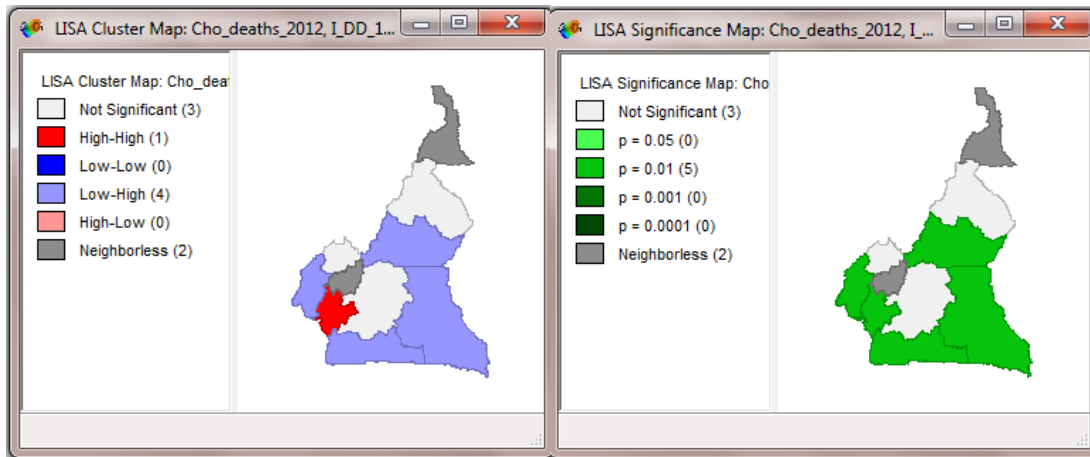 LISA Cluster Map: Cho_deaths_2012, I_DD_1...
LISA Cluster Map: Cho_deat
Not Significant (3)
High-High (1)
Low-Low (0)
Low-High (4)
High-Low (0)
Neighborless (2)
LISA Significance Map: Cho_deaths_2012, I_...
LISA Significance Map: Cho
Not Significant (3)
p = 0.05 (0)
p = 0.01 (5)
p = 0.001 (0)
p = 0.0001 (0)
Neighborless (2)